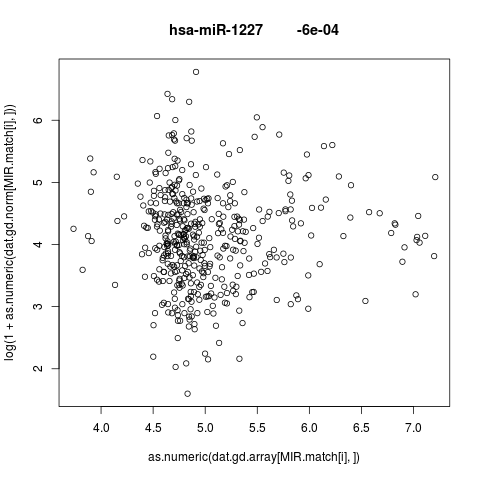 hsa-miR-1227 -6e-04
log(1 + as.numeric(dat.gd.norm[MIR.match[i], ]))
6
5
4
3
2
4.0 4.5 5.0 5.5 6.0 6.5 7.0
as.numeric(dat.gd.array[MIR.match[i], ])